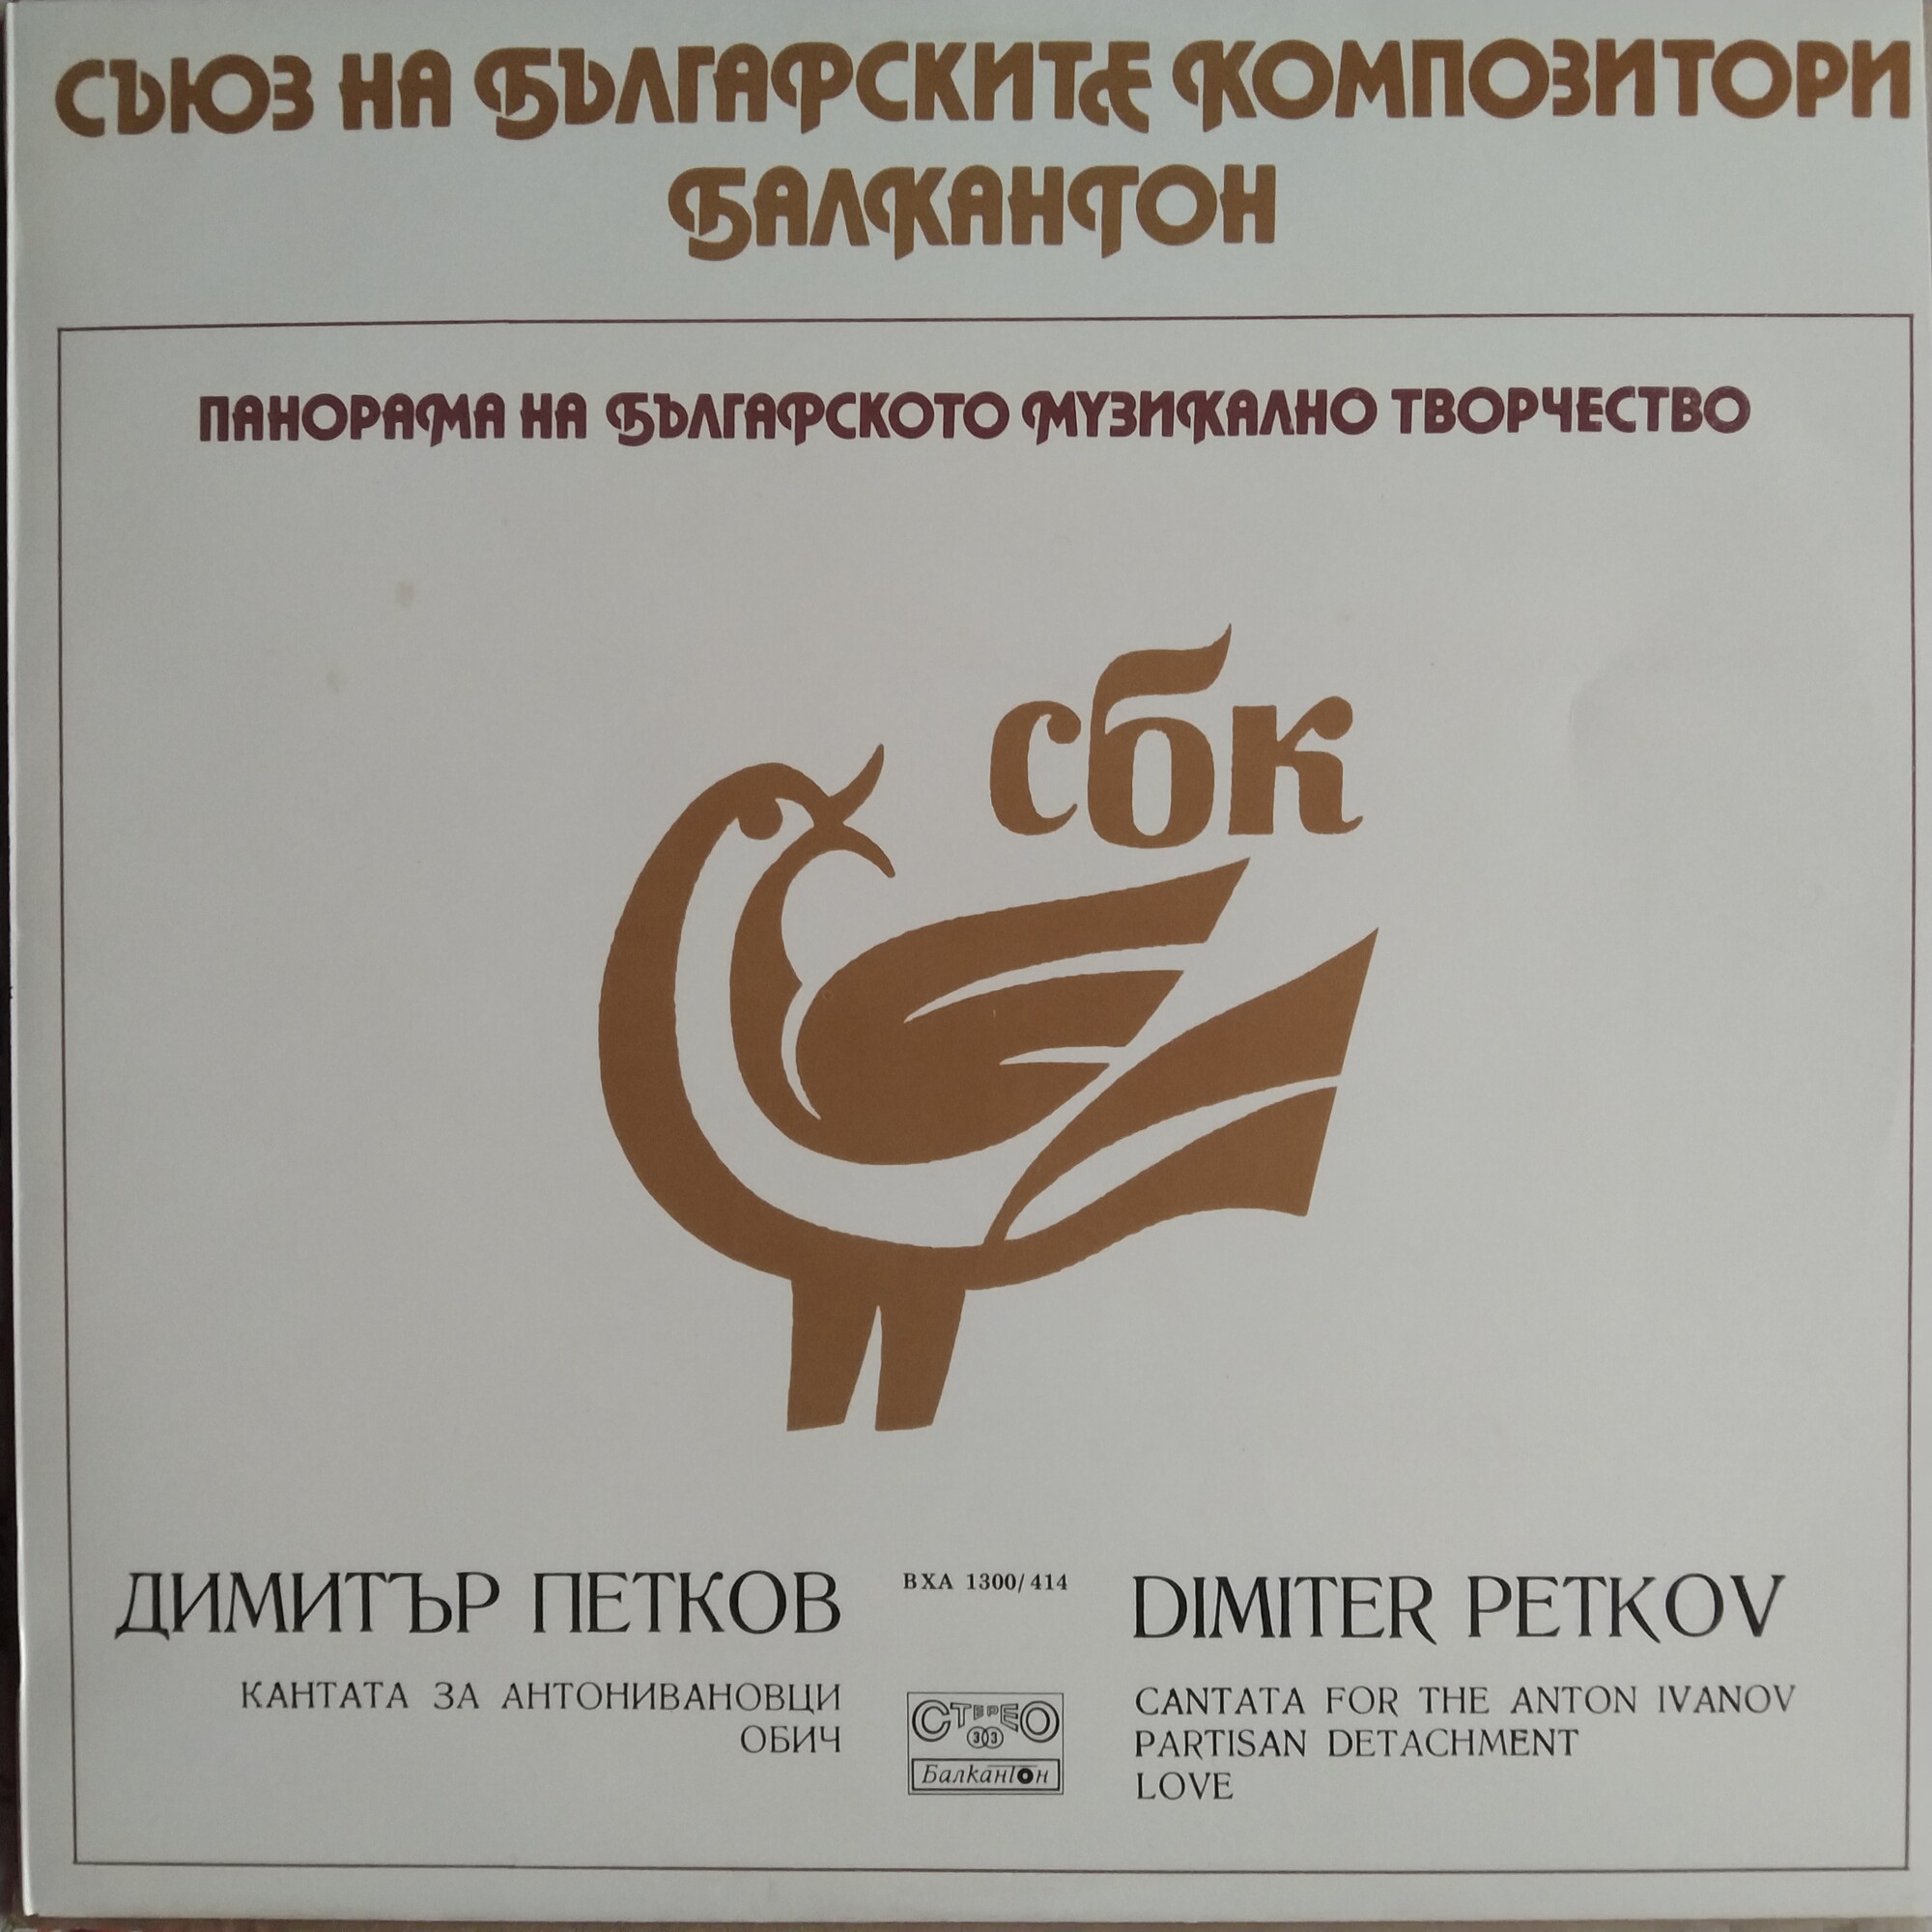 СЪЮЗ НА БЪЛГАРСКИТЕ КОМПОЗИТОРИ
БАЛКАНТОН
ПАНОРАМА НА БЪЛГАРСКОТО МУЗИКАЛНО ТВОРЧЕСТВО
сбк
ДИМИТЪР ПЕТКОВ
КАНТАТА ЗА АНТОНИВАНОВЦИ
ОБИЧ
ВХА 1300/414
СТЕРЕО
33
Балкантон
DIMITER PETKOV
CANTATA FOR THE ANTON IVANOV
PARTISAN DETACHMENT
LOVE